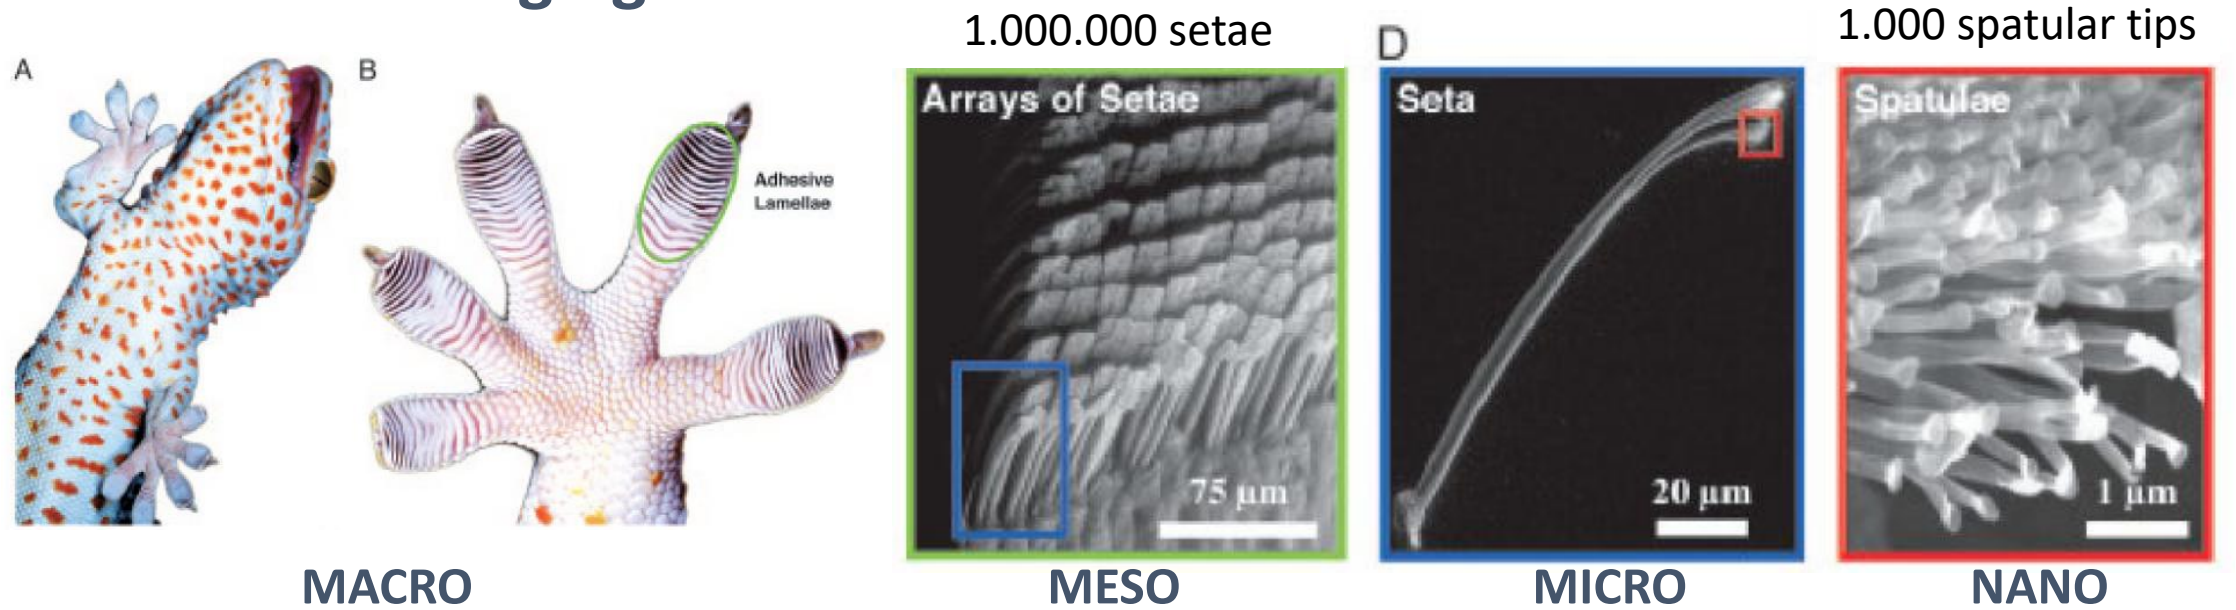 1.000.000 setae
1.000 spatular tips
A
B
D
Arrays of Setae
Seta
Spatulae
Adhesive
Lamellae
75 µm
20 µm
1 µm
MACRO
MESO
MICRO
NANO